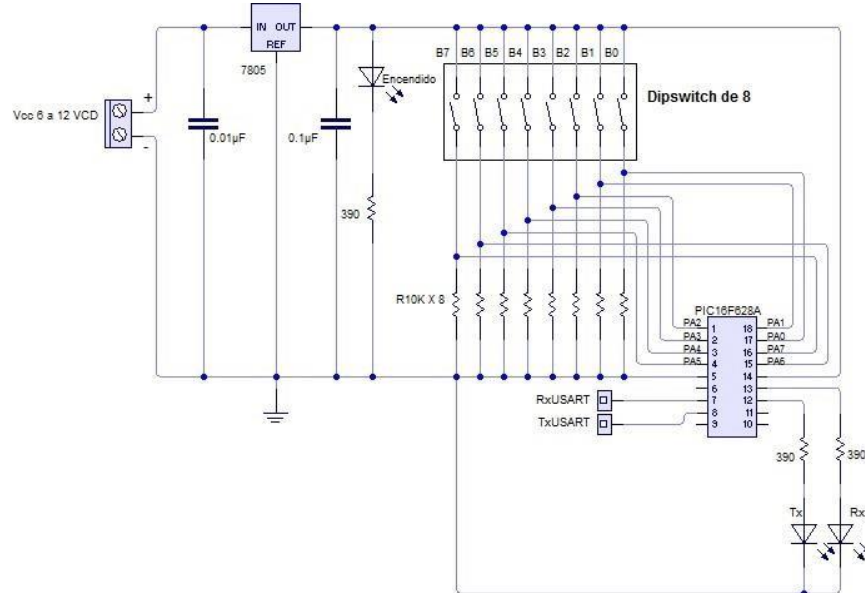 IN OUT
REF
7805
B7 B6 B5 B4 B3 B2 B1 B0
Encendido
Dipswitch de 8
+
Vcc 6 a 12 VCD
-
0.01µF
0.1µF
390
R10K X 8
PIC16F628A
PA2 1 18 PA1
PA3 2 17 PA0
PA4 3 16 PA7
PA5 4 15 PA6
5 14
6 13
RxUSART 7 12
TxUSART 8 11
9 10
390
390
Tx
Rx